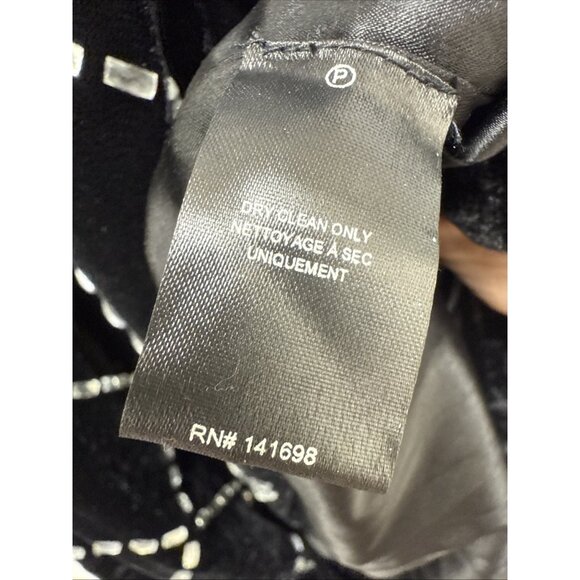 P
DRY CLEAN ONLY
NETTOYAGE À SEC
UNIQUEMENT
RN# 141698